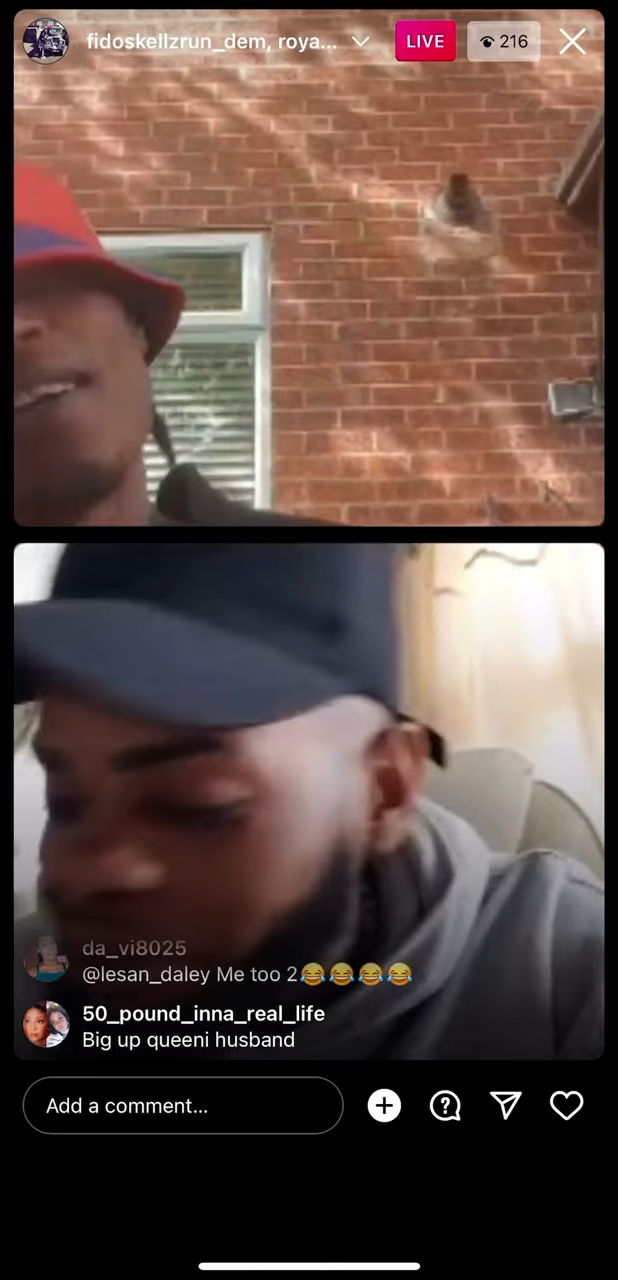 fidoskellzrun_dem, roya...
LIVE
216
da_vi8025
@lesan_daley Me too 2😂😂😂😂
50_pound_inna_real_life
Big up queeni husband
Add a comment...